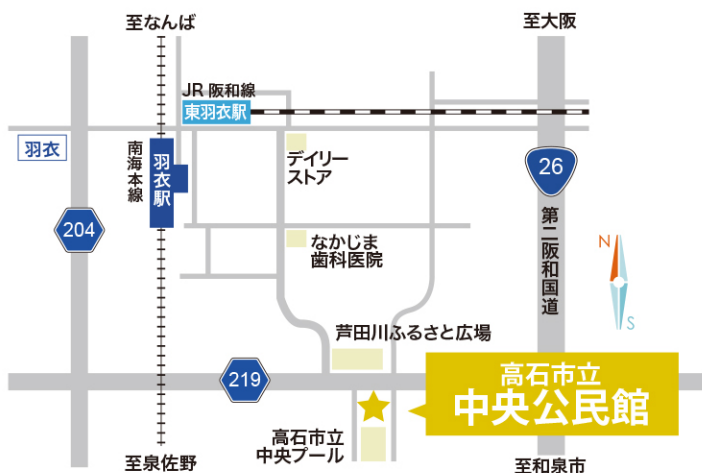 至なんば
至大阪
JR 阪和線
東羽衣駅
羽衣
南海本線
羽衣駅
デイリー
ストア
26
204
第二阪和国道
なかじま
歯科医院
N
S
芦田川ふるさと広場
219
高石市立
中央公民館
高石市立
中央プール
至泉佐野
至和泉市